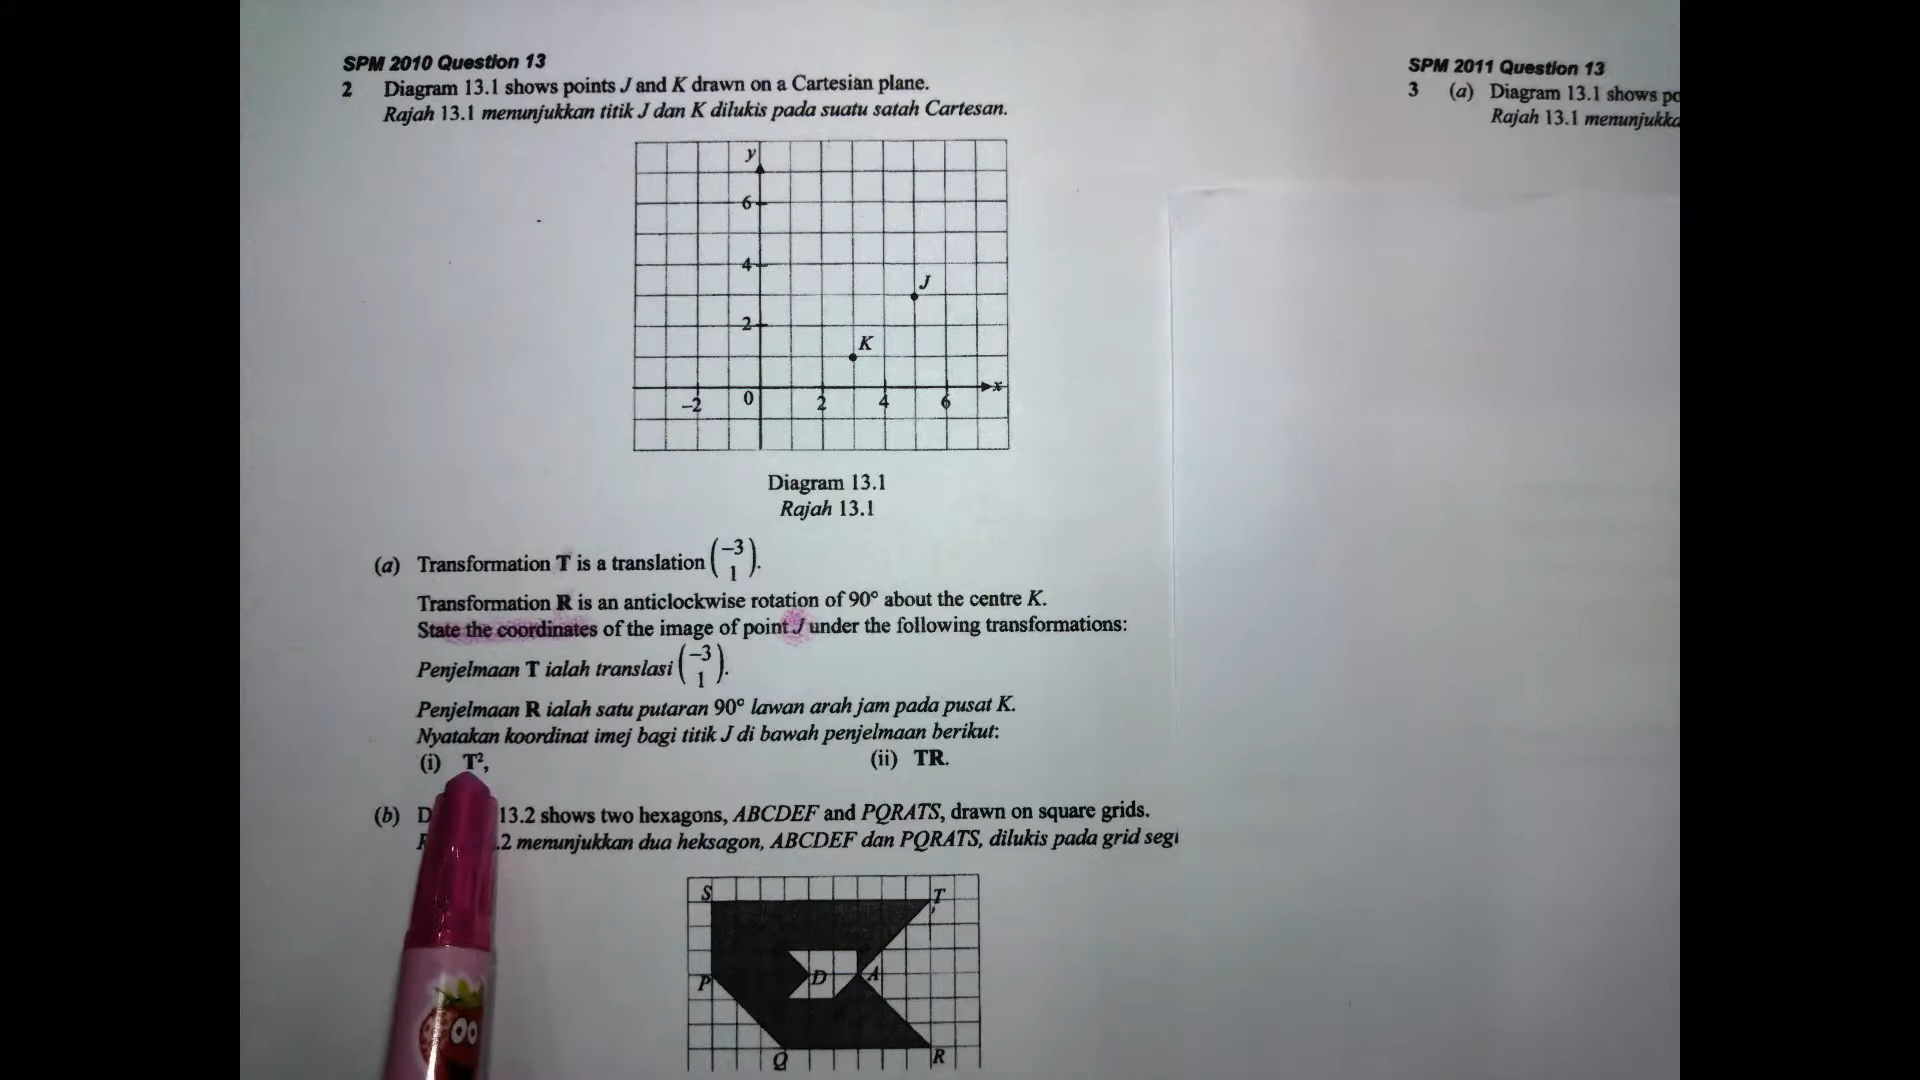 SPM 2010 Question 13
2 Diagram 13.1 shows points J and K drawn on a Cartesian plane.
Rajah 13.1 menunjukkan titik J dan K dilukis pada suatu satah Cartesan.
y
6
4
J
2
K
x
−2 0 2 4 6
Diagram 13.1
Rajah 13.1
(a) Transformation T is a translation (−3 1).
Transformation R is an anticlockwise rotation of 90° about the centre K.
State the coordinates of the image of point J under the following transformations:
Penjelmaan T ialah translasi (−3 1).
Penjelmaan R ialah satu putaran 90° lawan arah jam pada pusat K.
Nyatakan koordinat imej bagi titik J di bawah penjelmaan berikut:
(i) T², (ii) TR.
(b) 13.2 shows two hexagons, ABCDEF and PQRATS, drawn on square grids.
.2 menunjukkan dua heksagon, ABCDEF dan PQRATS, dilukis pada grid segi
S T
P D A
Q R
SPM 2011 Question 13
3 (a) Diagram 13.1 shows po
Rajah 13.1 menunjukka